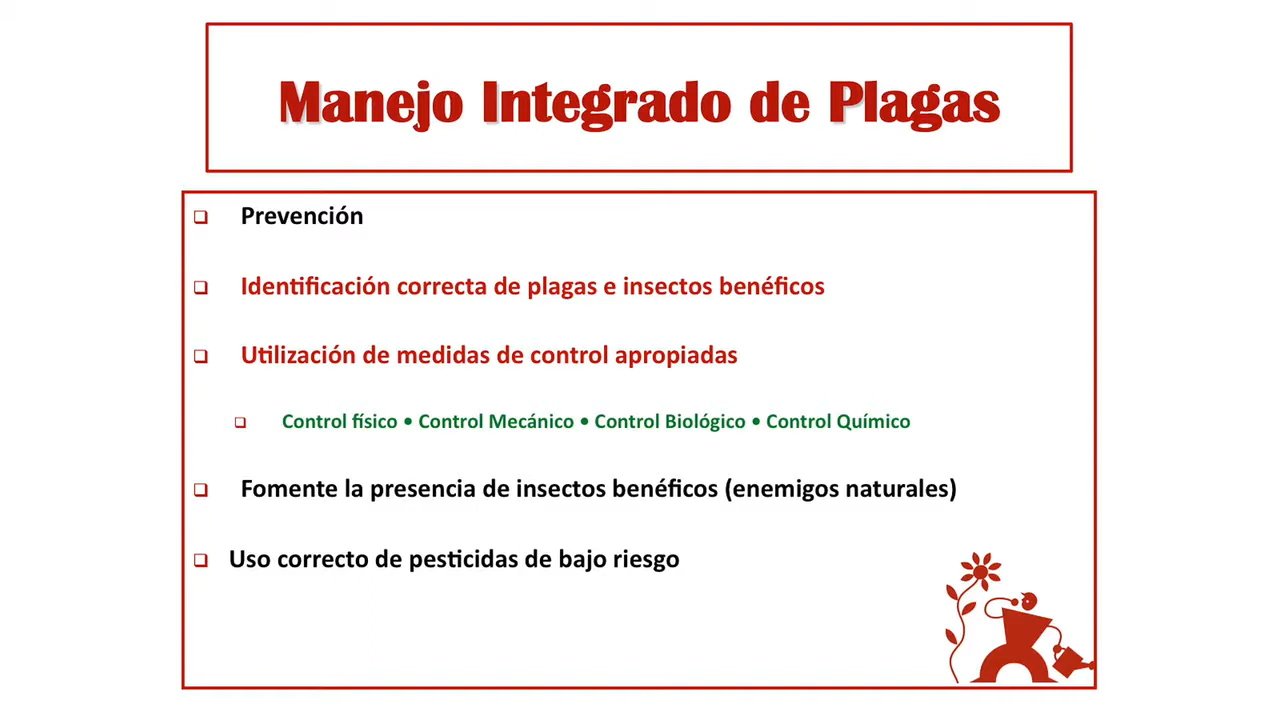 Manejo Integrado de Plagas
Prevención
Identificación correcta de plagas e insectos benéficos
Utilización de medidas de control apropiadas
Control físico • Control Mecánico • Control Biológico • Control Químico
Fomente la presencia de insectos benéficos (enemigos naturales)
Uso correcto de pesticidas de bajo riesgo